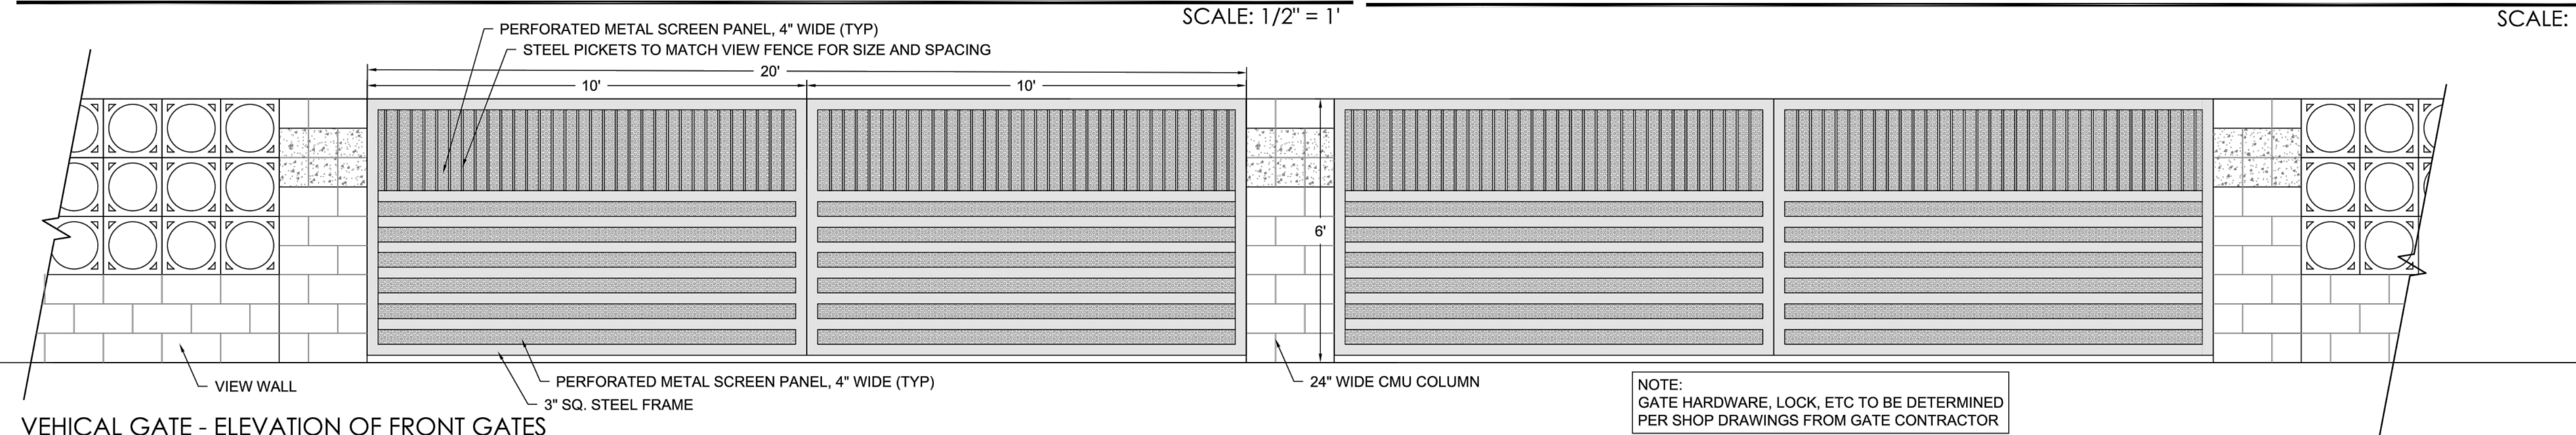 SCALE: 1/2" = 1'
SCALE:
PERFORATED METAL SCREEN PANEL, 4" WIDE (TYP)
STEEL PICKETS TO MATCH VIEW FENCE FOR SIZE AND SPACING
20'
10'
10'
6'
VIEW WALL
PERFORATED METAL SCREEN PANEL, 4" WIDE (TYP)
3" SQ. STEEL FRAME
24" WIDE CMU COLUMN
NOTE:
GATE HARDWARE, LOCK, ETC TO BE DETERMINED
PER SHOP DRAWINGS FROM GATE CONTRACTOR
VEHICAL GATE - ELEVATION OF FRONT GATES